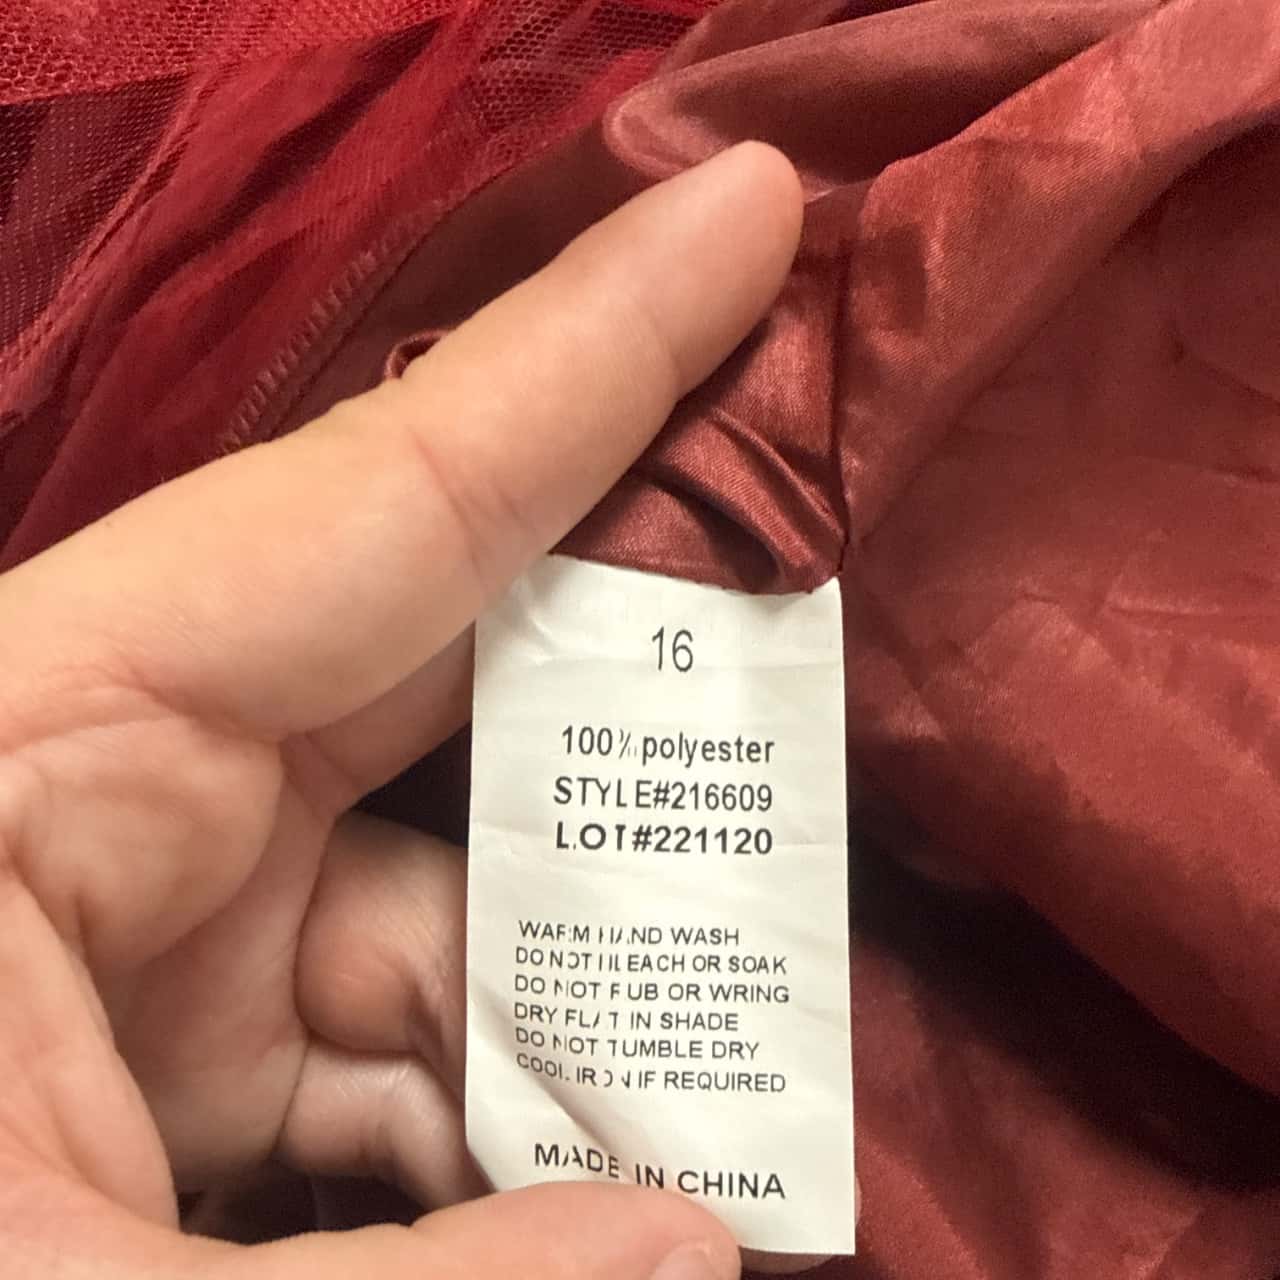 16
100% polyester
STYLE#216609
LOT#221120
WARM HAND WASH
DO NOT BLEACH OR SOAK
DO NOT RUB OR WRING
DRY FLAT IN SHADE
DO NOT TUMBLE DRY
COOL IRON IF REQUIRED
MADE IN CHINA